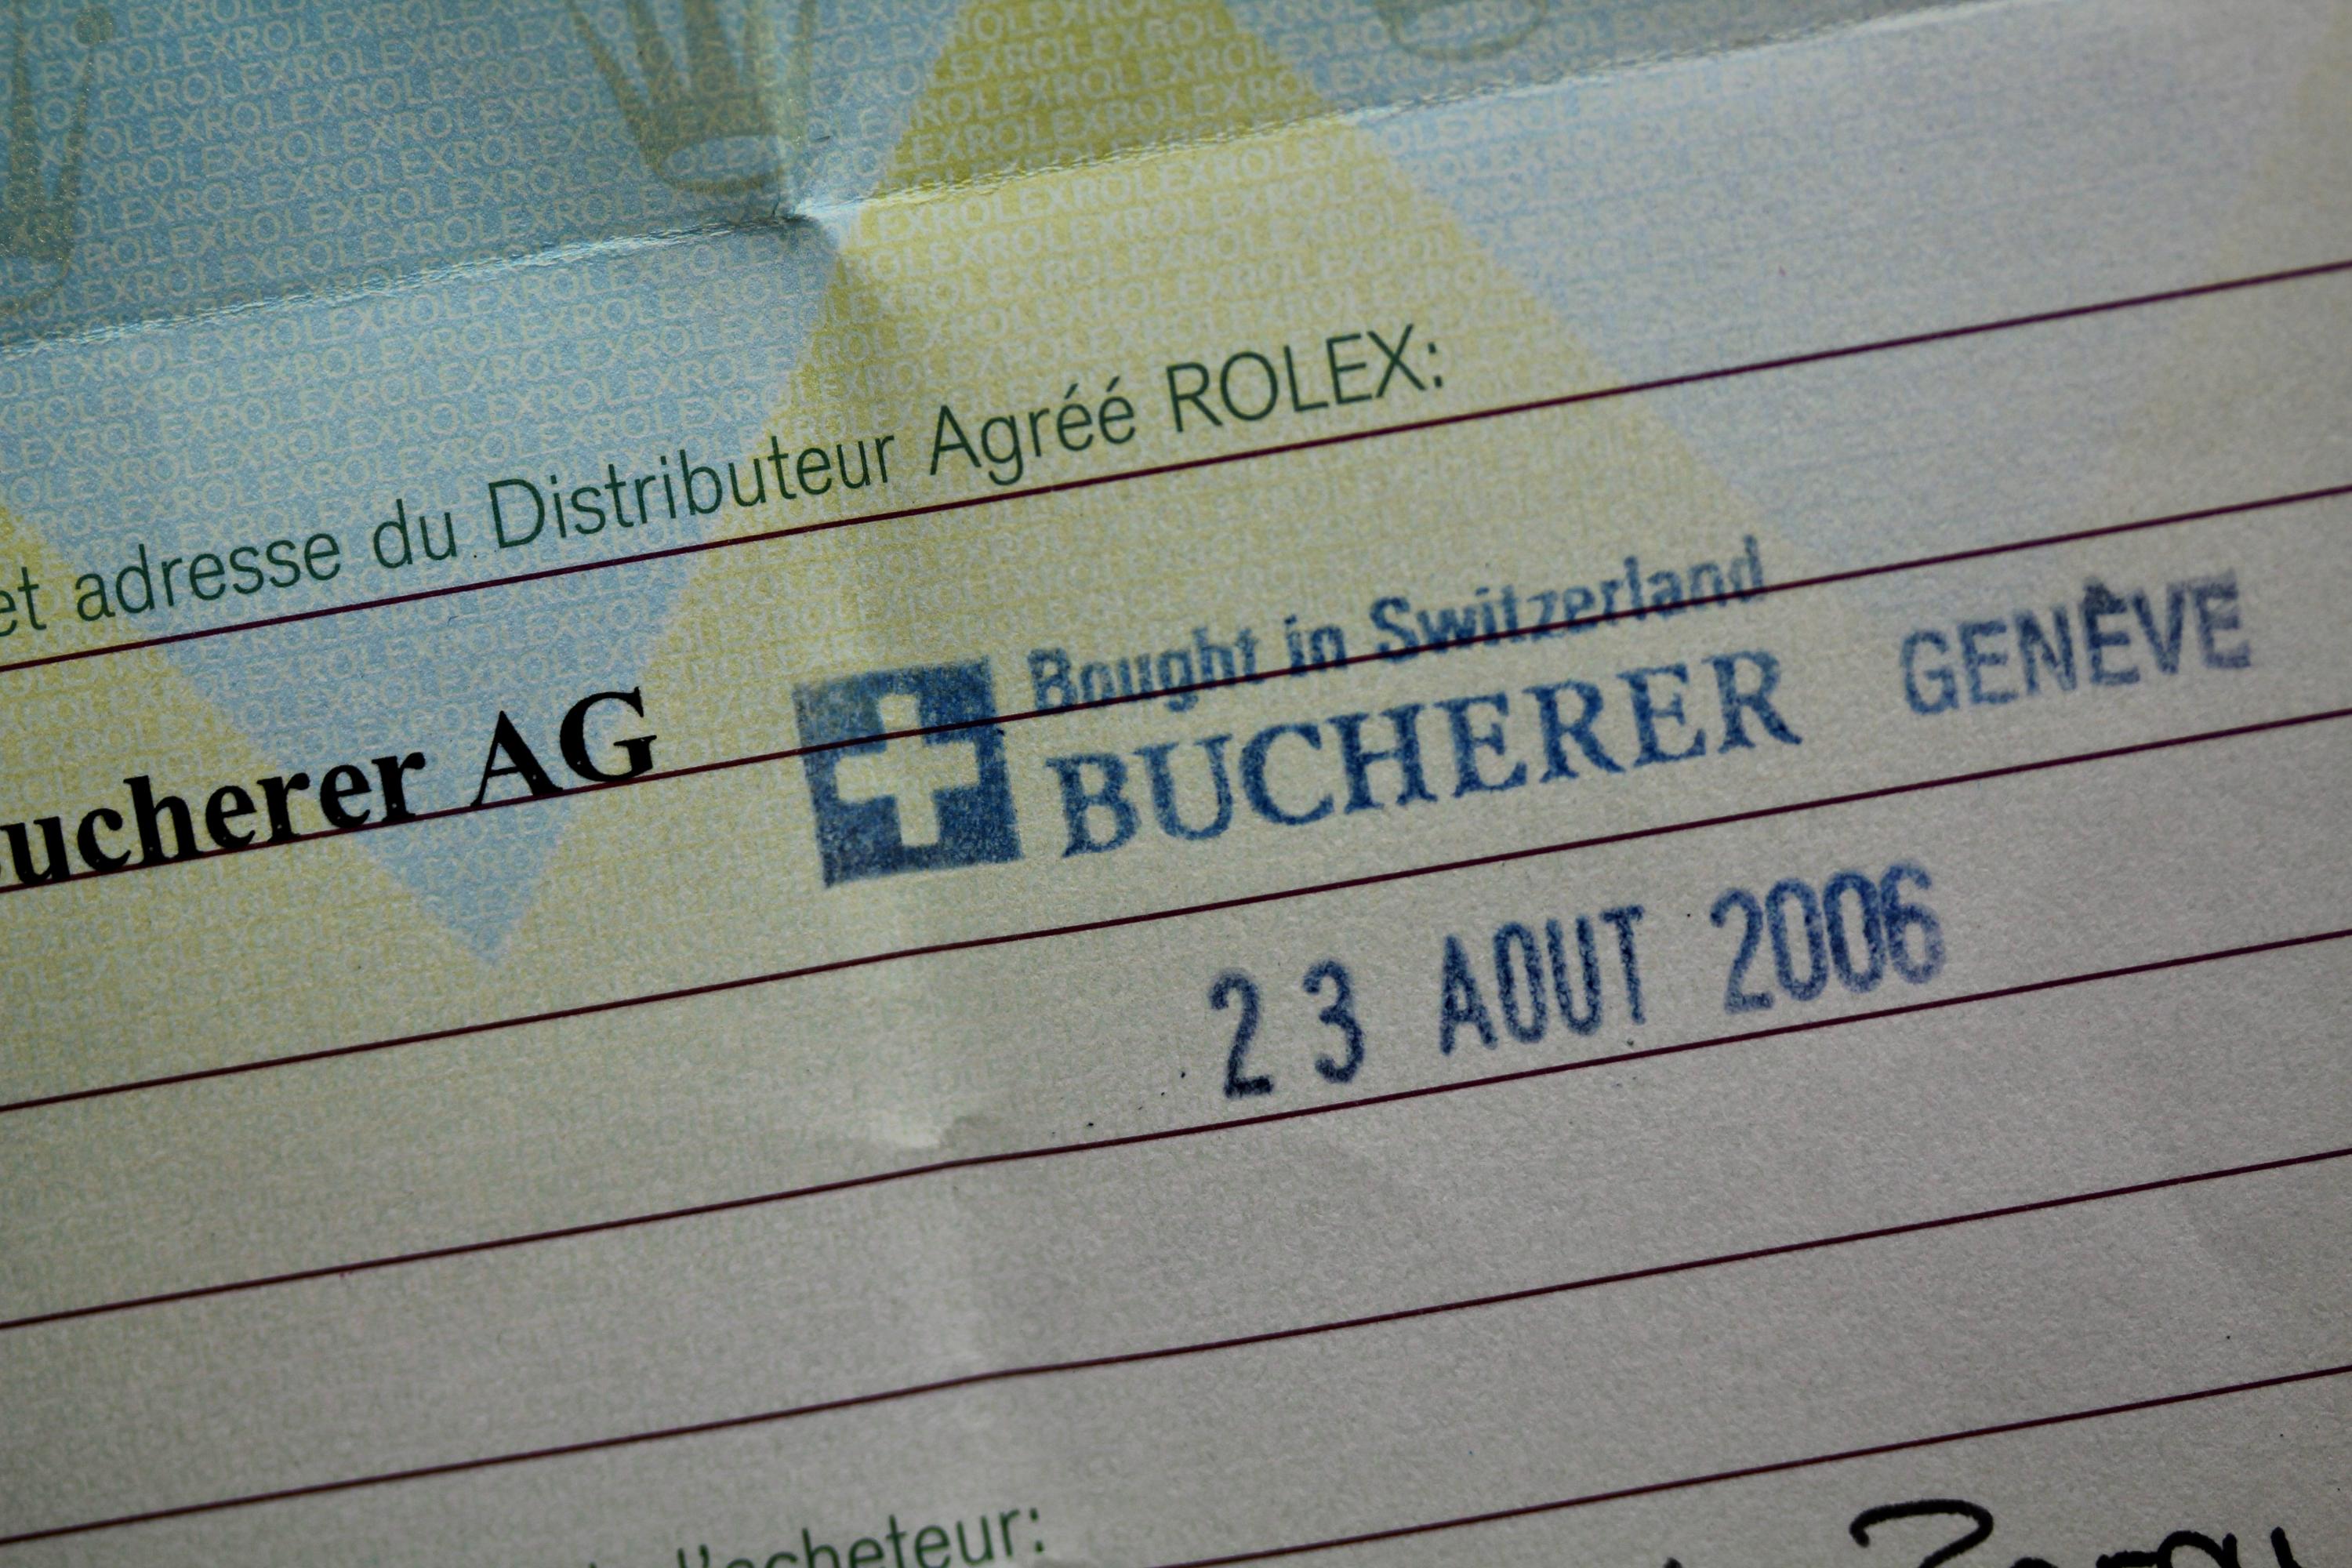 et adresse du Distributeur Agréé ROLEX:
Bought in Switzerland
ucherer AG
BUCHERER GENÈVE
23 AOUT 2006
l'acheteur: